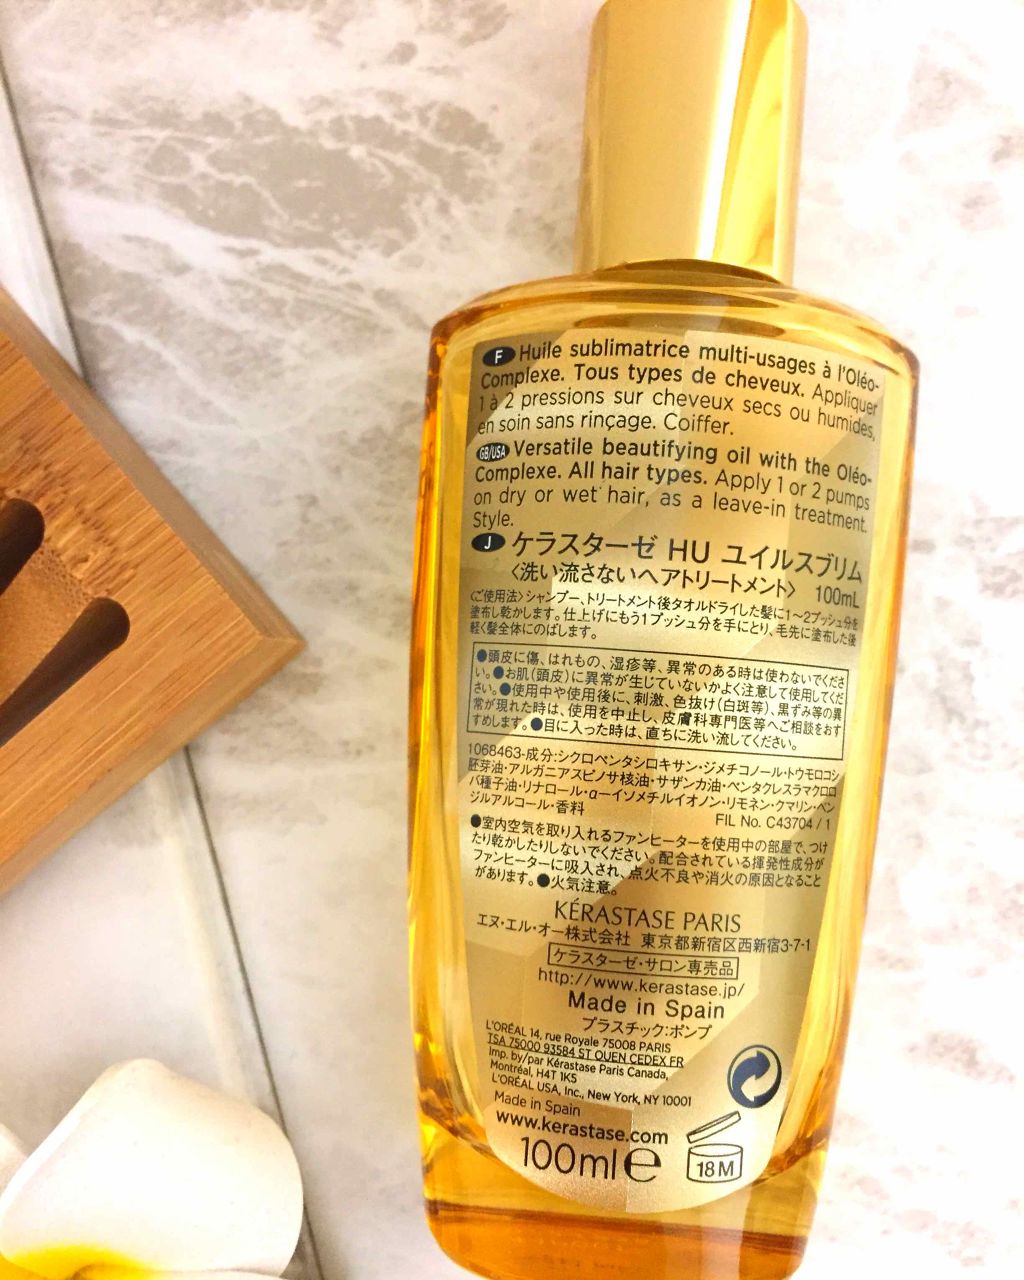 F Huile sublimatrice multi-usages à l'Oléo-
Complexe. Tous types de cheveux. Appliquer
1 à 2 pressions sur cheveux secs ou humides,
en soin sans rinçage. Coiffer.
GB/USA Versatile beautifying oil with the Oléo-
Complexe. All hair types. Apply 1 or 2 pumps
on dry or wet hair, as a leave-in treatment.
Style.
J ケラスターゼ HU ユイルスブリム
〈洗い流さないヘアトリートメント〉 100mL
〈ご使用法〉シャンプー、トリートメント後タオルドライした髪に1〜2プッシュ分を
塗布し乾かします。仕上げにもう1プッシュ分を手にとり、毛先に塗布した後
軽く髪全体にのばします。
●頭皮に傷、はれもの、湿疹等、異常のある時は使わないでくださ
い。●お肌(頭皮)に異常が生じていないかよく注意して使用してくだ
さい。●使用中や使用後に、刺激、色抜け(白斑等)、黒ずみ等の異
常が現れた時は、使用を中止し、皮膚科専門医等へご相談をおす
すめします。●目に入った時は、直ちに洗い流してください。
1068463-成分:シクロペンタシロキサン・ジメチコノール・トウモロコシ
胚芽油・アルガニアスピノサ核油・サザンカ油・ペンタクレスラマクロロ
バ種子油・リナロール・α-イソメチルイオノン・リモネン・クマリン・ベン
ジルアルコール・香料 FIL No. C43704 / 1
●室内空気を取り入れるファンヒーターを使用中の部屋で、つけ
たり乾かしたりしないでください。配合されている揮発性成分が
ファンヒーターに吸入され、点火不良や消火の原因となること
があります。●火気注意。
KÉRASTASE PARIS
エヌ・エル・オー株式会社 東京都新宿区西新宿3-7-1
ケラスターゼ・サロン専売品
http://www.kerastase.jp/
Made in Spain
プラスチック:ポンプ
L'ORÉAL 14, rue Royale 75008 PARIS
TSA 75000 93584 ST OUEN CEDEX FR
Imp. by/par Kérastase Paris Canada,
Montréal, H4T 1K5
L'ORÉAL USA, Inc., New York, NY 10001
Made in Spain
www.kerastase.com
100ml e
18M